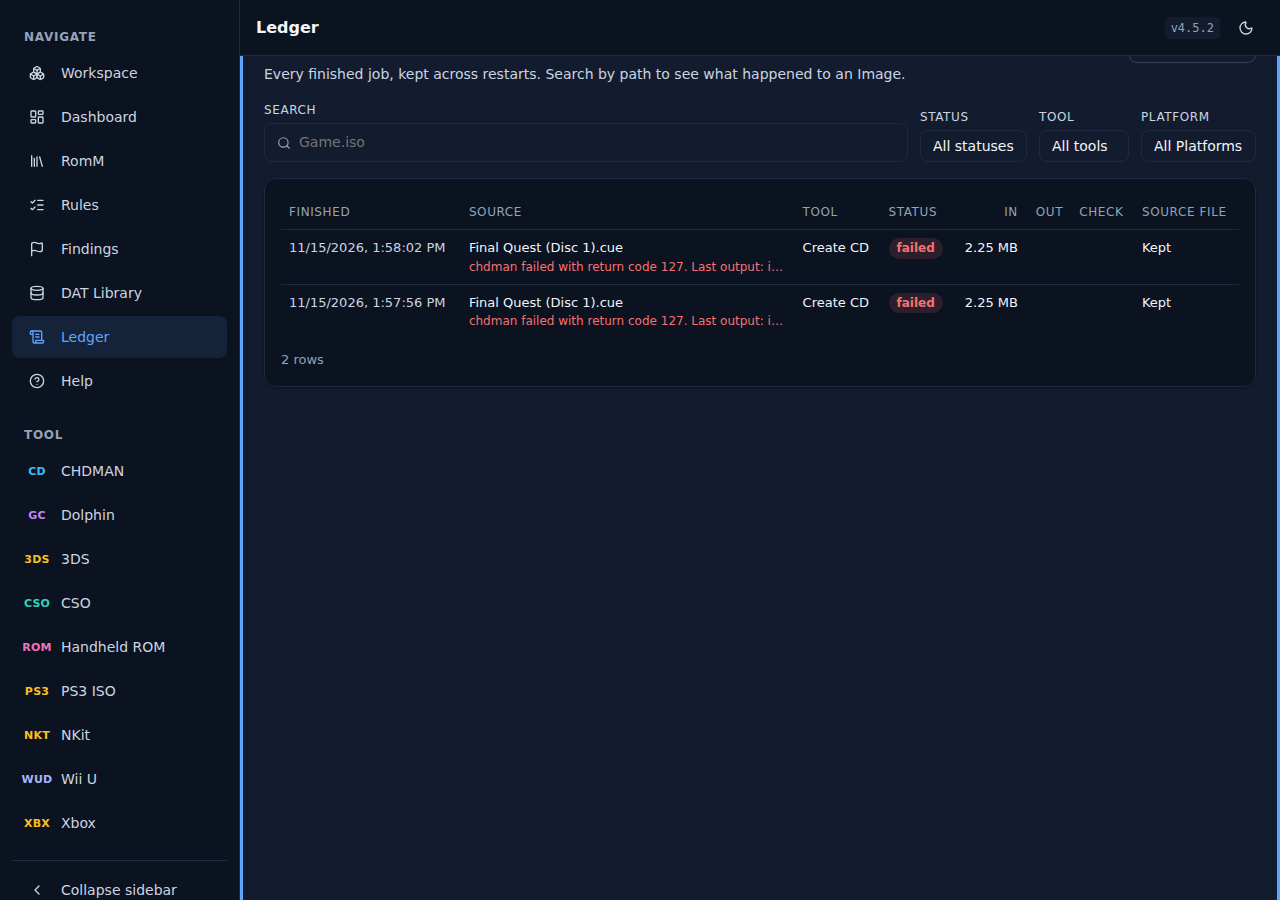 NAVIGATE
Workspace
Dashboard
RomM
Rules
Findings
DAT Library
Ledger
Help
TOOL
CD CHDMAN
GC Dolphin
3DS 3DS
CSO CSO
ROM Handheld ROM
PS3 PS3 ISO
NKT NKit
WUD Wii U
XBX Xbox
Collapse sidebar
Ledger
v4.5.2
Every finished job, kept across restarts. Search by path to see what happened to an Image.
SEARCH
Game.iso
STATUS
All statuses
TOOL
All tools
PLATFORM
All Platforms
FINISHED SOURCE TOOL STATUS IN OUT CHECK SOURCE FILE
11/15/2026, 1:58:02 PM Final Quest (Disc 1).cue Create CD failed 2.25 MB Kept
chdman failed with return code 127. Last output: i…
11/15/2026, 1:57:56 PM Final Quest (Disc 1).cue Create CD failed 2.25 MB Kept
chdman failed with return code 127. Last output: i…
2 rows